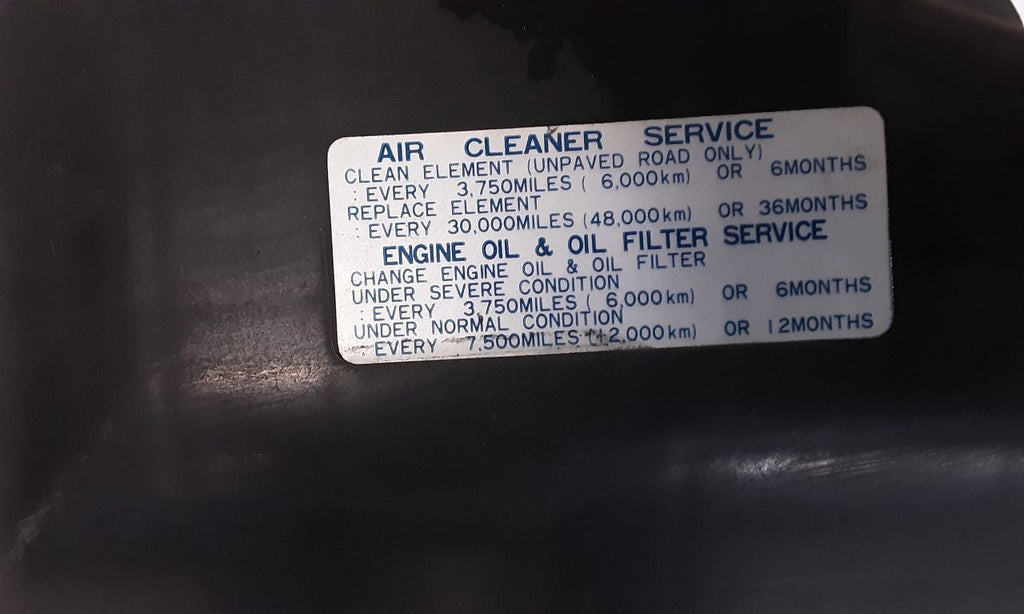 AIR CLEANER SERVICE
CLEAN ELEMENT (UNPAVED ROAD ONLY)
: EVERY 3,750MILES ( 6,000km) OR 6MONTHS
REPLACE ELEMENT
: EVERY 30,000MILES (48,000km) OR 36MONTHS
ENGINE OIL & OIL FILTER SERVICE
CHANGE ENGINE OIL & OIL FILTER
UNDER SEVERE CONDITION
: EVERY 3,750MILES ( 6,000km) OR 6MONTHS
UNDER NORMAL CONDITION
EVERY 7,500MILES (12,000km) OR 12MONTHS